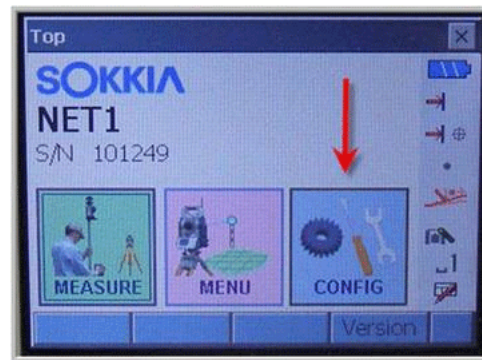 Top
SOKKIA
NET1
S/N 101249
MEASURE
MENU
CONFIG
Version